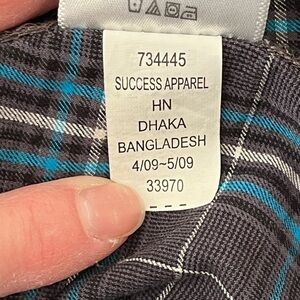 734445
SUCCESS APPAREL
HN
DHAKA
BANGLADESH
4/09~5/09
33970